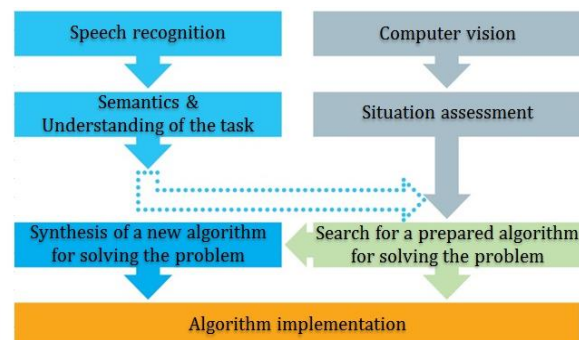 Speech recognition
Computer vision
Semantics &
Understanding of the task
Situation assessment
Synthesis of a new algorithm
for solving the problem
Search for a prepared algorithm
for solving the problem
Algorithm implementation